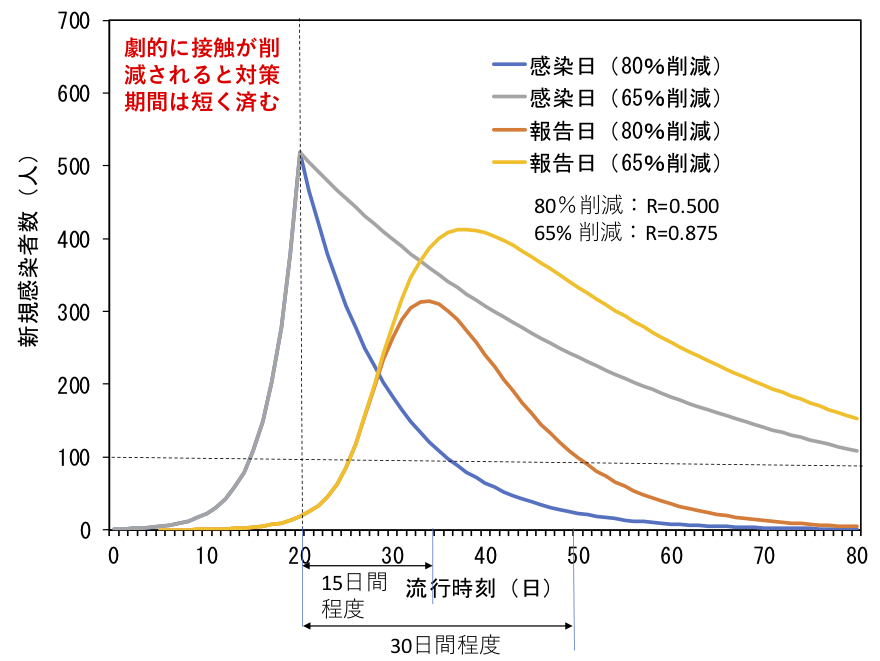 劇的に接触が削
減されると対策
期間は短く済む
感染日（80%削減）
感染日（65%削減）
報告日（80%削減）
報告日（65%削減）
80％削減：R=0.500
65% 削減：R=0.875
新規感染者数（人）
700
600
500
400
300
200
100
0
0 10 20 30 40 50 60 70 80
流行時刻（日）
15日間
程度
30日間程度